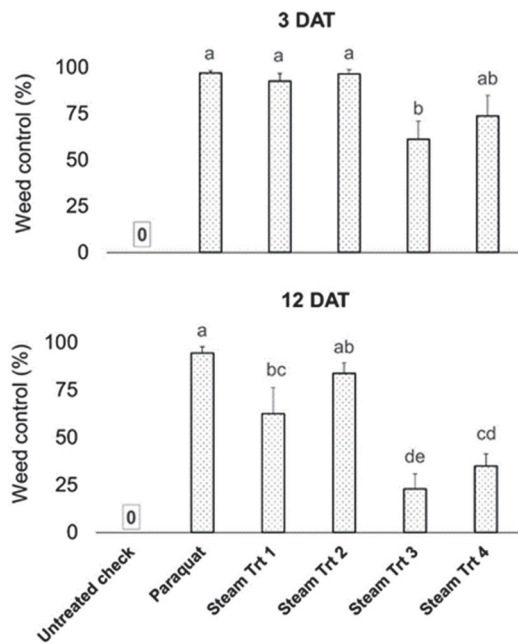 3 DAT
Weed control (%)
100
75
50
25
0
0
a
a
a
b
ab
12 DAT
Weed control (%)
100
75
50
25
0
0
a
bc
ab
de
cd
Untreated check
Paraquat
Steam Trt 1
Steam Trt 2
Steam Trt 3
Steam Trt 4